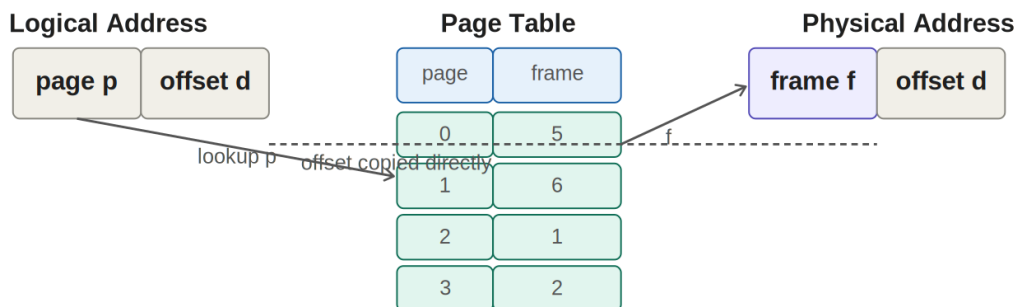 Logical Address
Page Table
Physical Address
page p
offset d
page
frame
frame f
offset d
0
5
f
lookup p
offset copied directly
1
6
2
1
3
2